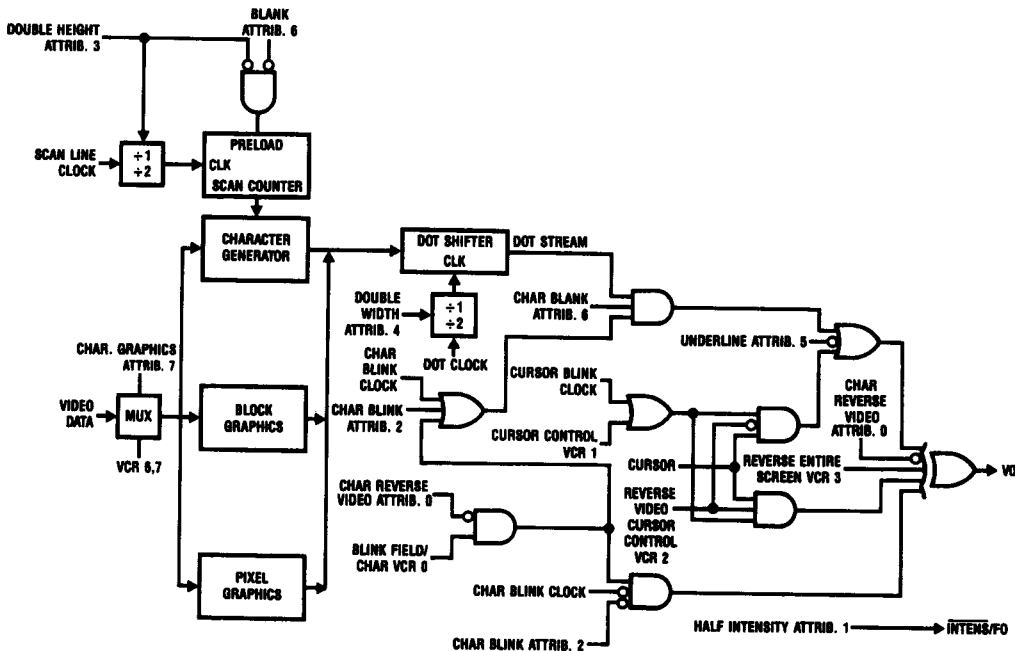 BLANK
ATTRIB. 6
DOUBLE HEIGHT
ATTRIB. 3
PRELOAD
CLK
SCAN COUNTER
SCAN LINE
CLOCK
÷1
÷2
CHARACTER
GENERATOR
DOT SHIFTER
CLK
DOT STREAM
DOUBLE
WIDTH
ATTRIB. 4
÷1
÷2
DOT CLOCK
CHAR BLANK
ATTRIB. 6
UNDERLINE ATTRIB. 5
CHAR. GRAPHICS
ATTRIB. 7
VIDEO
DATA
MUX
VCR 6,7
BLOCK
GRAPHICS
CHAR
BLINK
CLOCK
CHAR BLINK
ATTRIB. 2
CURSOR BLINK
CLOCK
CURSOR CONTROL
VCR 1
CHAR
REVERSE
VIDEO
ATTRIB. 0
CURSOR
REVERSE ENTIRE
SCREEN VCR 3
VO
REVERSE
VIDEO
CURSOR
CONTROL
VCR 2
CHAR REVERSE
VIDEO ATTRIB. 0
BLINK FIELD/
CHAR VCR 0
PIXEL
GRAPHICS
CHAR BLINK CLOCK
CHAR BLINK ATTRIB. 2
HALF INTENSITY ATTRIB. 1
INTENS/FO